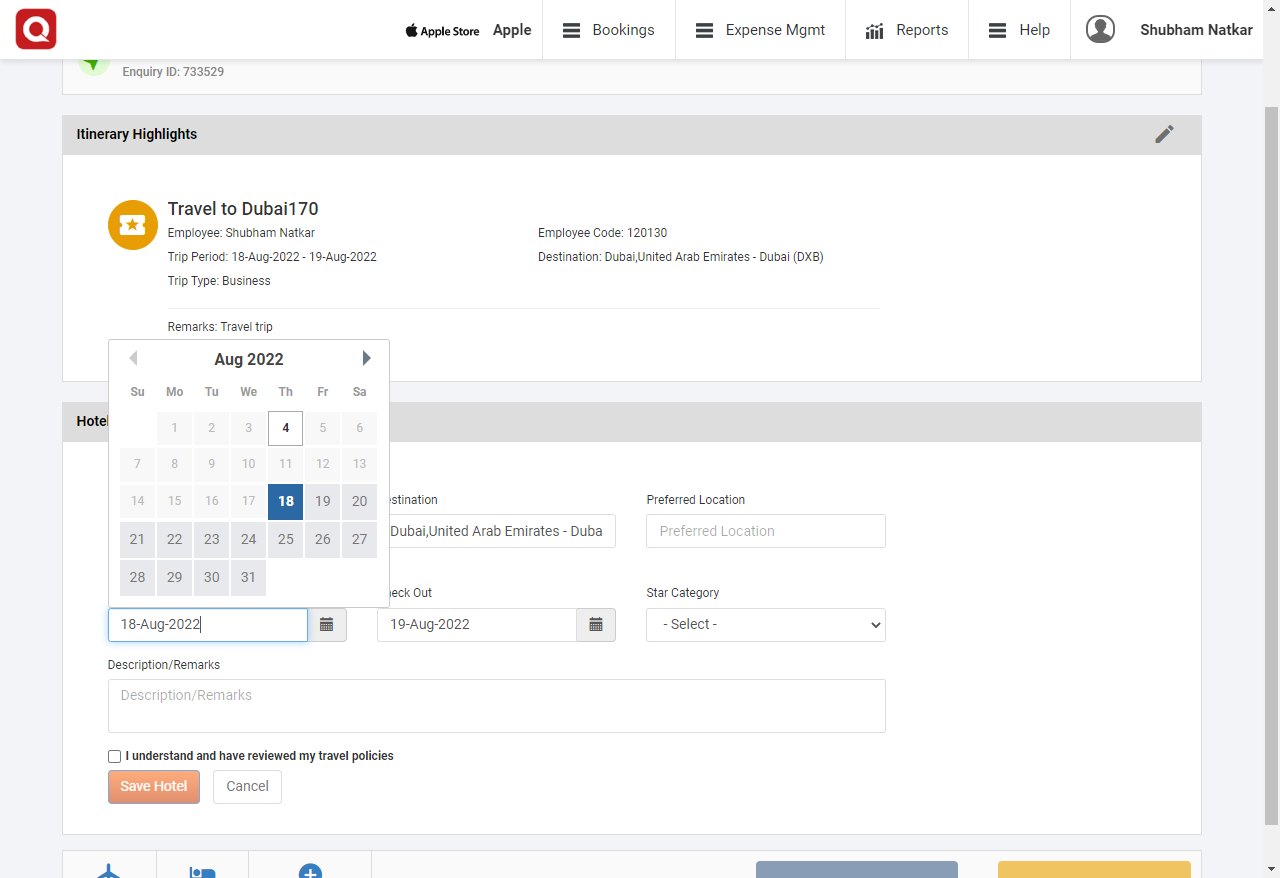 Apple Store Apple Bookings Expense Mgmt Reports Help Shubham Natkar
Enquiry ID: 733529
Itinerary Highlights
Travel to Dubai170
Employee: Shubham Natkar Employee Code: 120130
Trip Period: 18-Aug-2022 - 19-Aug-2022 Destination: Dubai,United Arab Emirates - Dubai (DXB)
Trip Type: Business
Remarks: Travel trip
Aug 2022
Su Mo Tu We Th Fr Sa
1 2 3 4 5 6
7 8 9 10 11 12 13
14 15 16 17 18 19 20
21 22 23 24 25 26 27
28 29 30 31
Hotel
estination Preferred Location
Dubai,United Arab Emirates - Duba Preferred Location
eck Out Star Category
18-Aug-2022 19-Aug-2022 - Select -
Description/Remarks
Description/Remarks
I understand and have reviewed my travel policies
Save Hotel Cancel